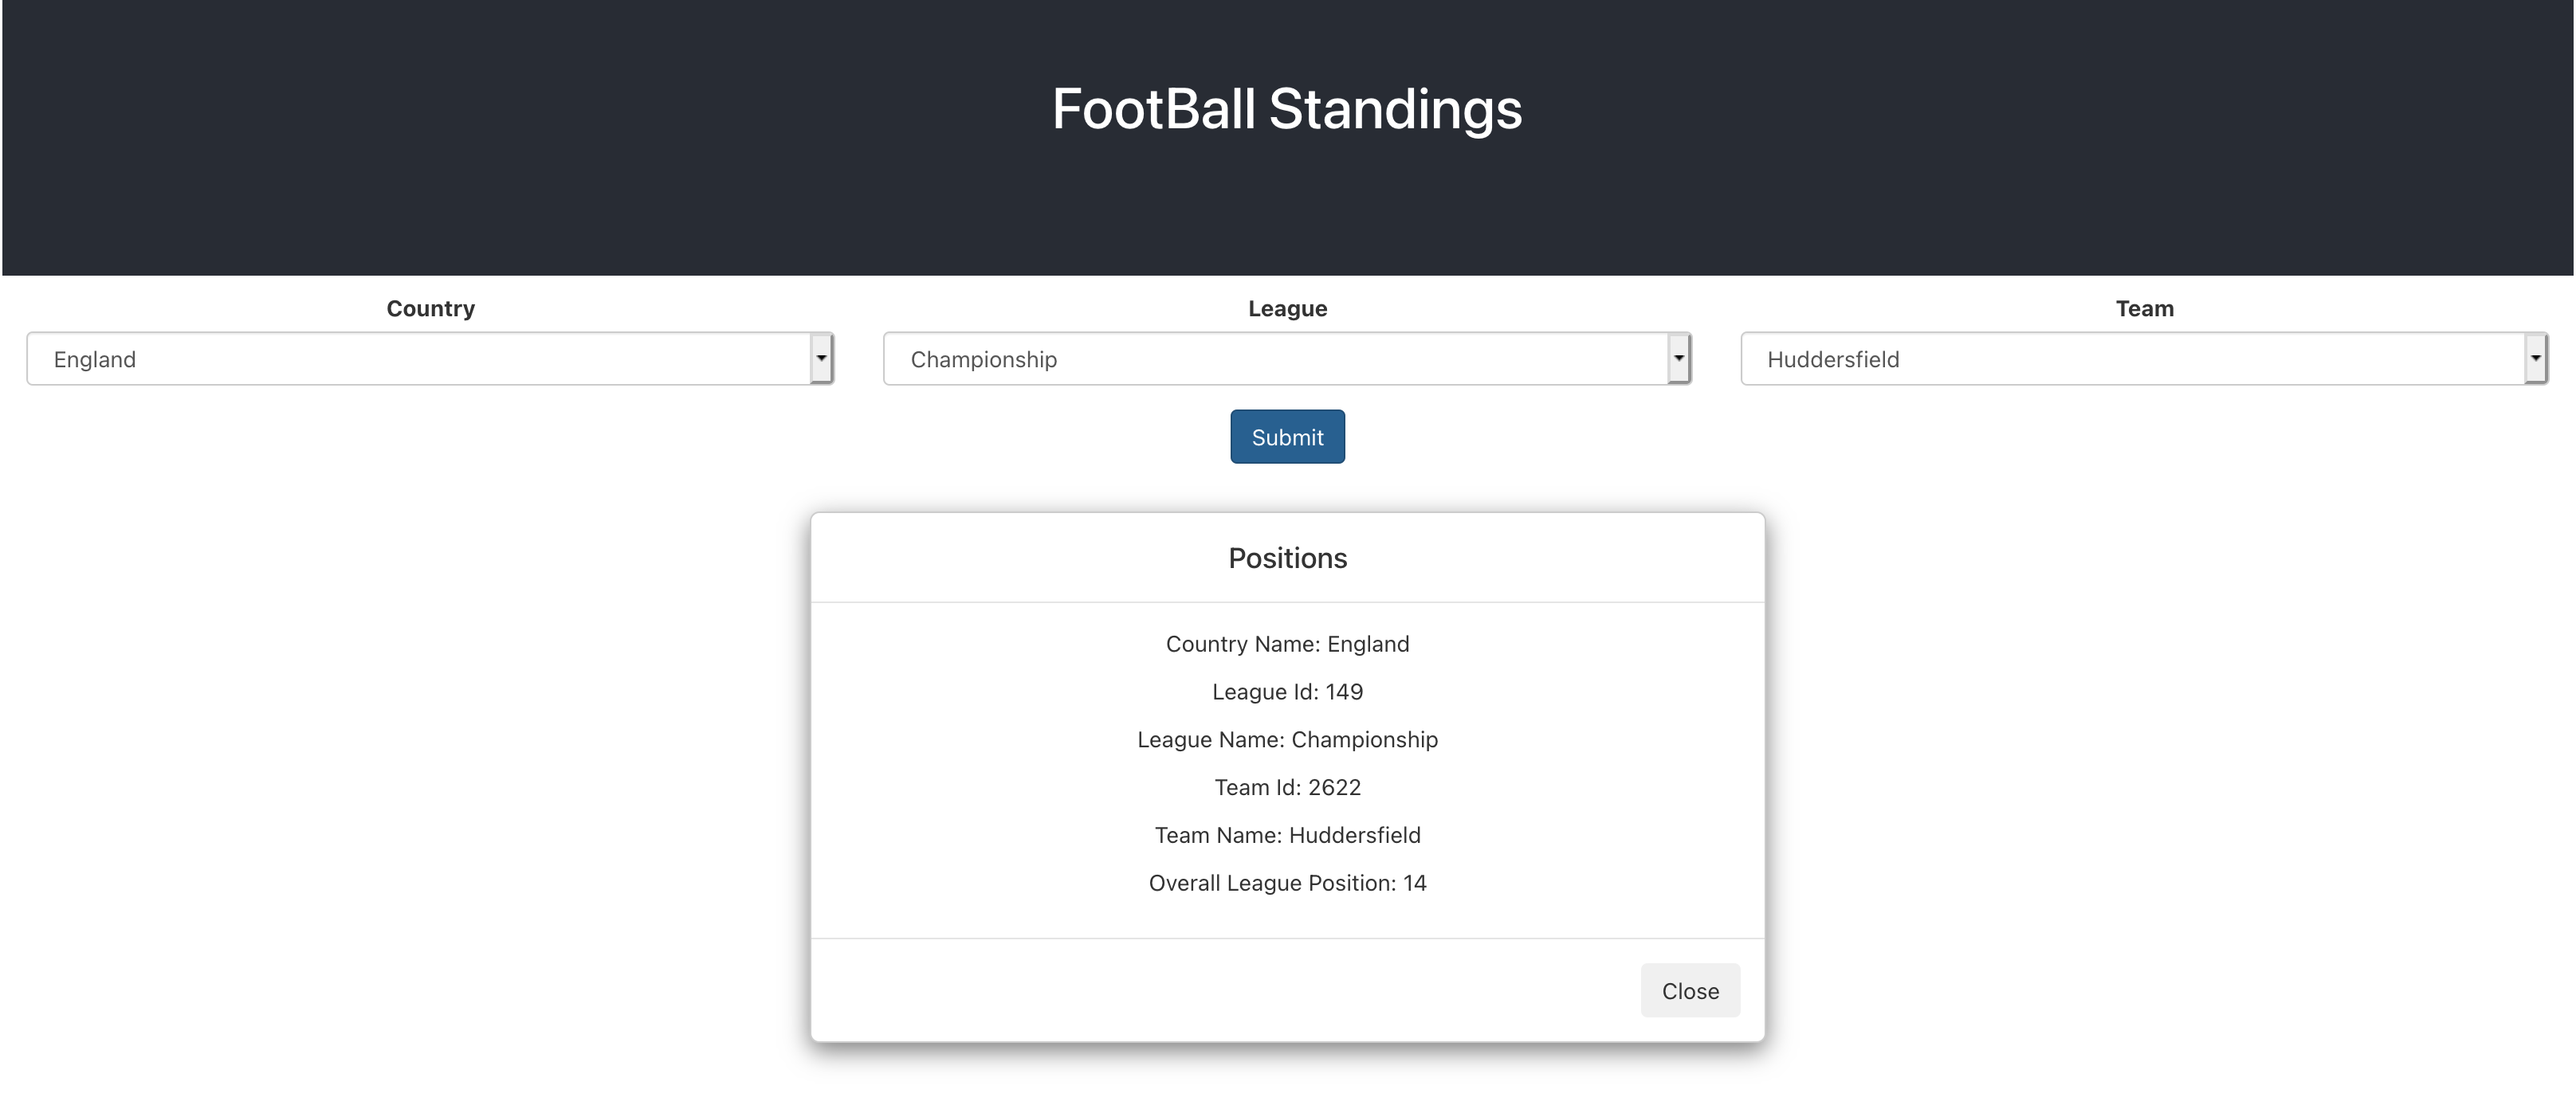 FootBall Standings
Country League Team
England Championship Huddersfield
Submit
Positions
Country Name: England
League Id: 149
League Name: Championship
Team Id: 2622
Team Name: Huddersfield
Overall League Position: 14
Close